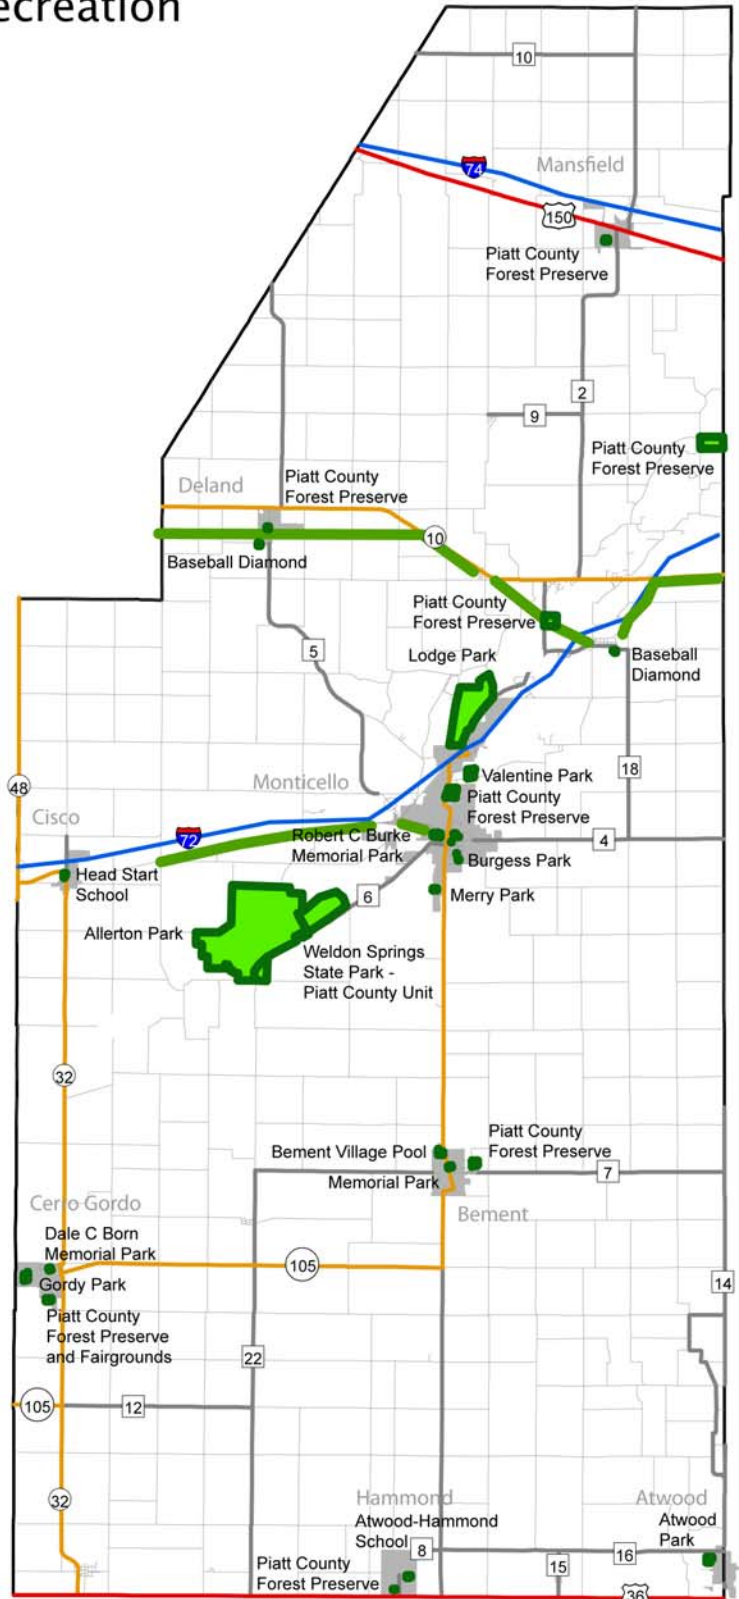 ecreation
10
74
Mansfield
150
Piatt County
Forest Preserve
2
9
Piatt County
Forest Preserve
Deland
Piatt County
Forest Preserve
10
Baseball Diamond
Piatt County
Forest Preserve
5
Lodge Park
Baseball
Diamond
18
48
Monticello
Valentine Park
Piatt County
Forest Preserve
Cisco
72
Robert C Burke
Memorial Park
4
Burgess Park
Head Start
School
6
Merry Park
Allerton Park
Weldon Springs
State Park -
Piatt County Unit
32
Piatt County
Forest Preserve
Bement Village Pool
7
Memorial Park
Cerro Gordo
Bement
Dale C Born
Memorial Park
105
14
Gordy Park
Piatt County
Forest Preserve
and Fairgrounds
22
105
12
32
Hammond
Atwood
Atwood-Hammond
School
Atwood
Park
8
16
15
Piatt County
Forest Preserve
36